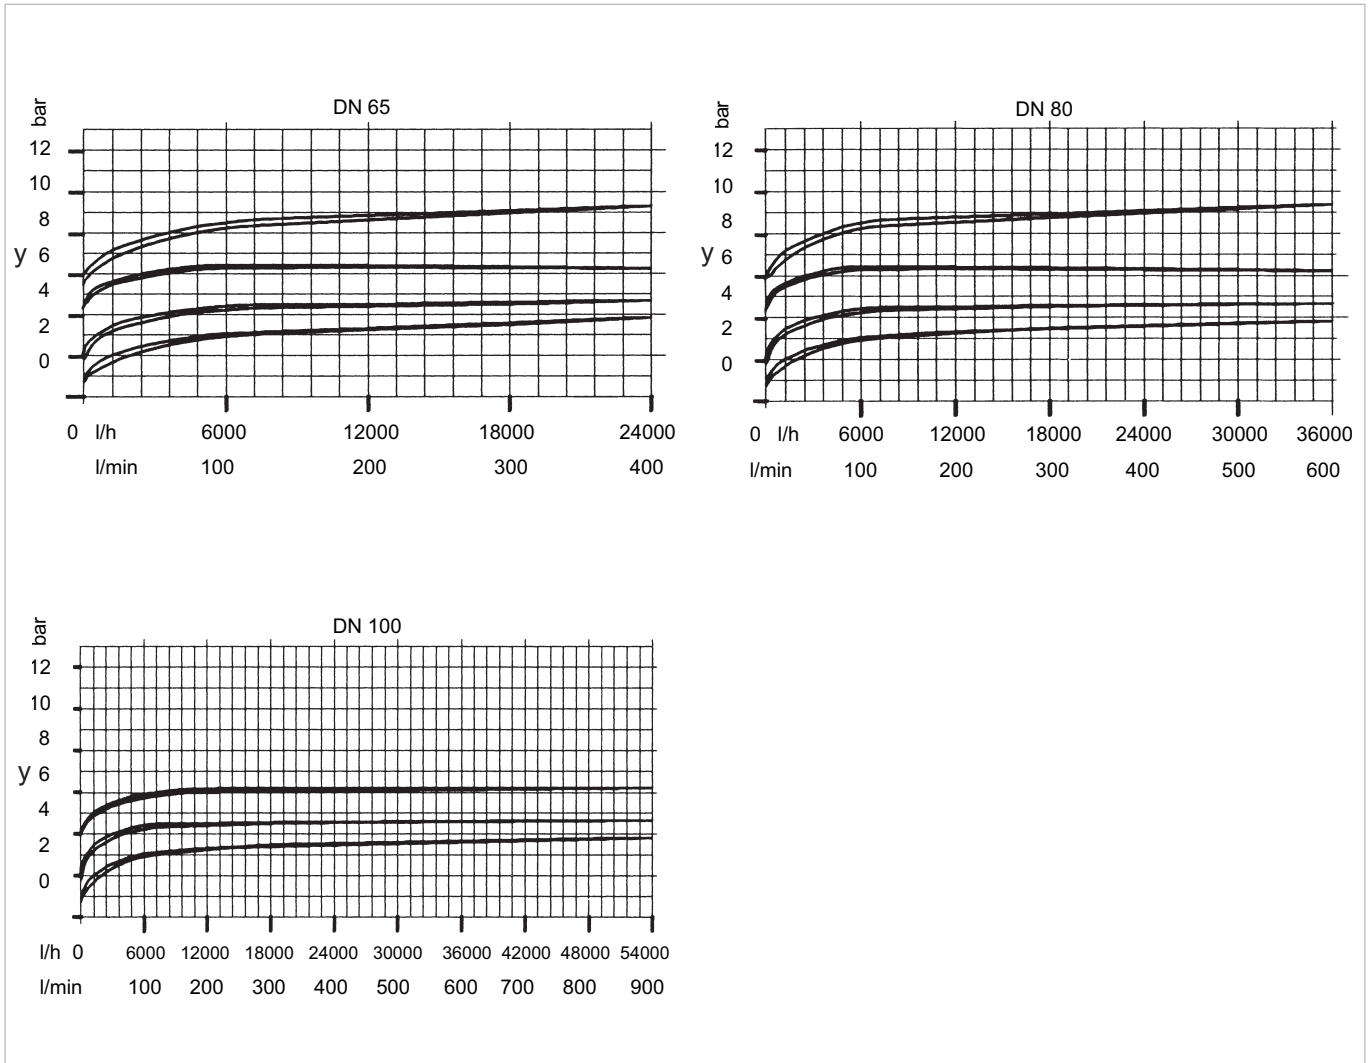 DN 65
bar
12
10
8
y 6
4
2
0
0 l/h 6000 12000 18000 24000
l/min 100 200 300 400
DN 80
bar
12
10
8
y 6
4
2
0
0 l/h 6000 12000 18000 24000 30000 36000
l/min 100 200 300 400 500 600
DN 100
bar
12
10
8
y 6
4
2
0
l/h 0 6000 12000 18000 24000 30000 36000 42000 48000 54000
l/min 100 200 300 400 500 600 700 800 900